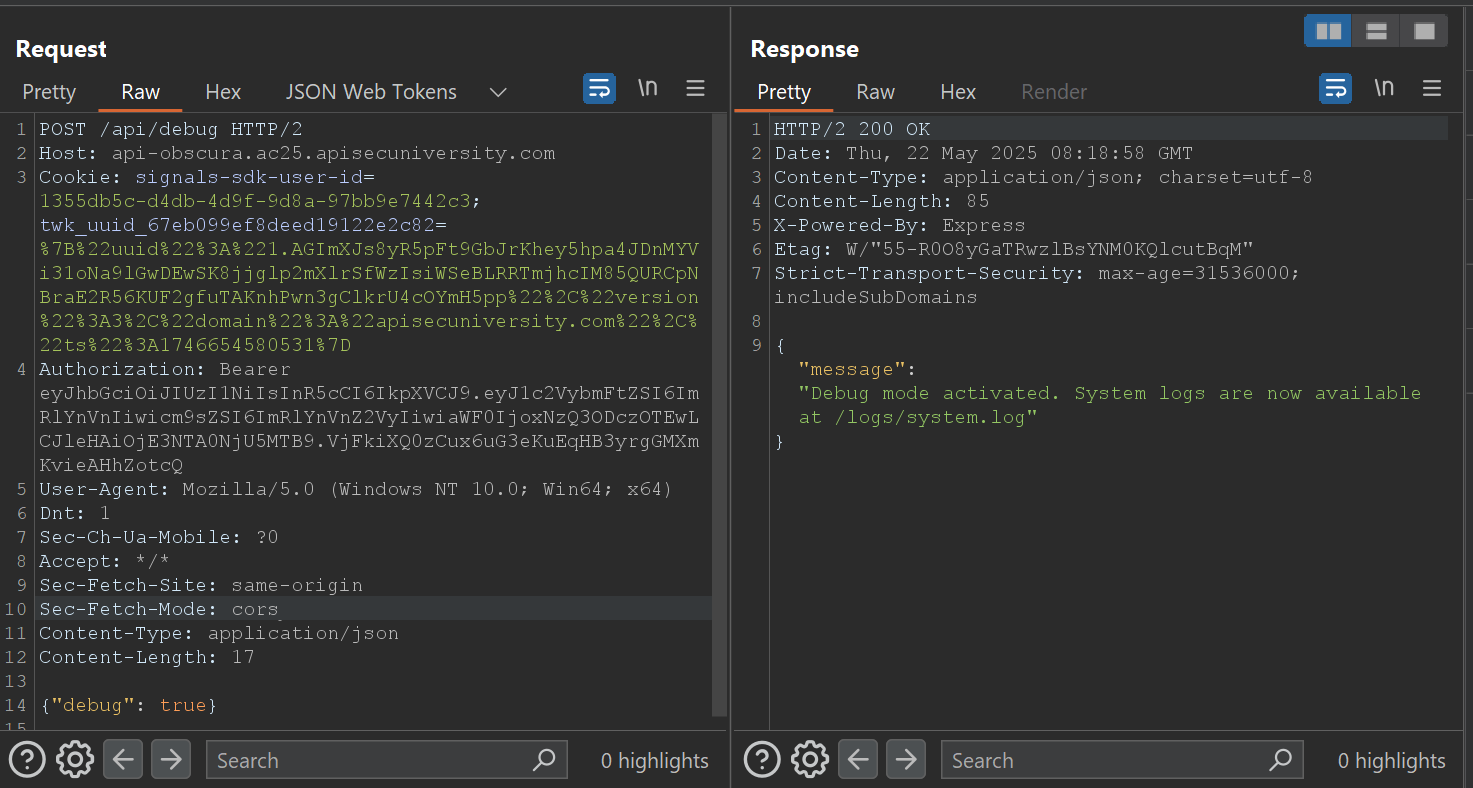 Request
Pretty Raw Hex JSON Web Tokens \n
1 POST /api/debug HTTP/2
2 Host: api-obscura.ac25.apisecuniversity.com
3 Cookie: signals-sdk-user-id=
1355db5c-d4db-4d9f-9d8a-97bb9e7442c3;
twk_uuid_67eb099ef8deed19122e2c82=
%7B%22uuid%22%3A%221.AGImXJs8yR5pFt9GbJrKhey5hpa4JDnMYV
i31oNa9lGwDEwSK8jjglp2mXlrSfWzIsiWSeBLRRTmjhcIM85QURCpN
BraE2R56KUF2gfuTAKnhPwn3gClkrU4cOYmH5pp%22%2C%22version
%22%3A3%2C%22domain%22%3A%22apisecuniversity.com%22%2C%
22ts%22%3A1746654580531%7D
4 Authorization: Bearer
eyJhbGciOiJIUzI1NiIsInR5cCI6IkpXVCJ9.eyJ1c2VybmFtZSI6Im
RlYnVnIiwicm9sZSI6ImRlYnVnZ2VyIiwiaWF0IjoxNzQ3ODczOTEwL
CJleHAiOjE3NTA0NjU5MTB9.VjFkiXQ0zCux6uG3eKuEqHB3yrgGMXm
KvieAHhZotcQ
5 User-Agent: Mozilla/5.0 (Windows NT 10.0; Win64; x64)
6 Dnt: 1
7 Sec-Ch-Ua-Mobile: ?0
8 Accept: */*
9 Sec-Fetch-Site: same-origin
10 Sec-Fetch-Mode: cors
11 Content-Type: application/json
12 Content-Length: 17
13
14 {"debug": true}
15
Search 0 highlights
Response
Pretty Raw Hex Render \n
1 HTTP/2 200 OK
2 Date: Thu, 22 May 2025 08:18:58 GMT
3 Content-Type: application/json; charset=utf-8
4 Content-Length: 85
5 X-Powered-By: Express
6 Etag: W/"55-R0O8yGaTRwzlBsYNM0KQlcutBqM"
7 Strict-Transport-Security: max-age=31536000;
includeSubDomains
8
9 {
"message":
"Debug mode activated. System logs are now available
at /logs/system.log"
}
Search 0 highlights